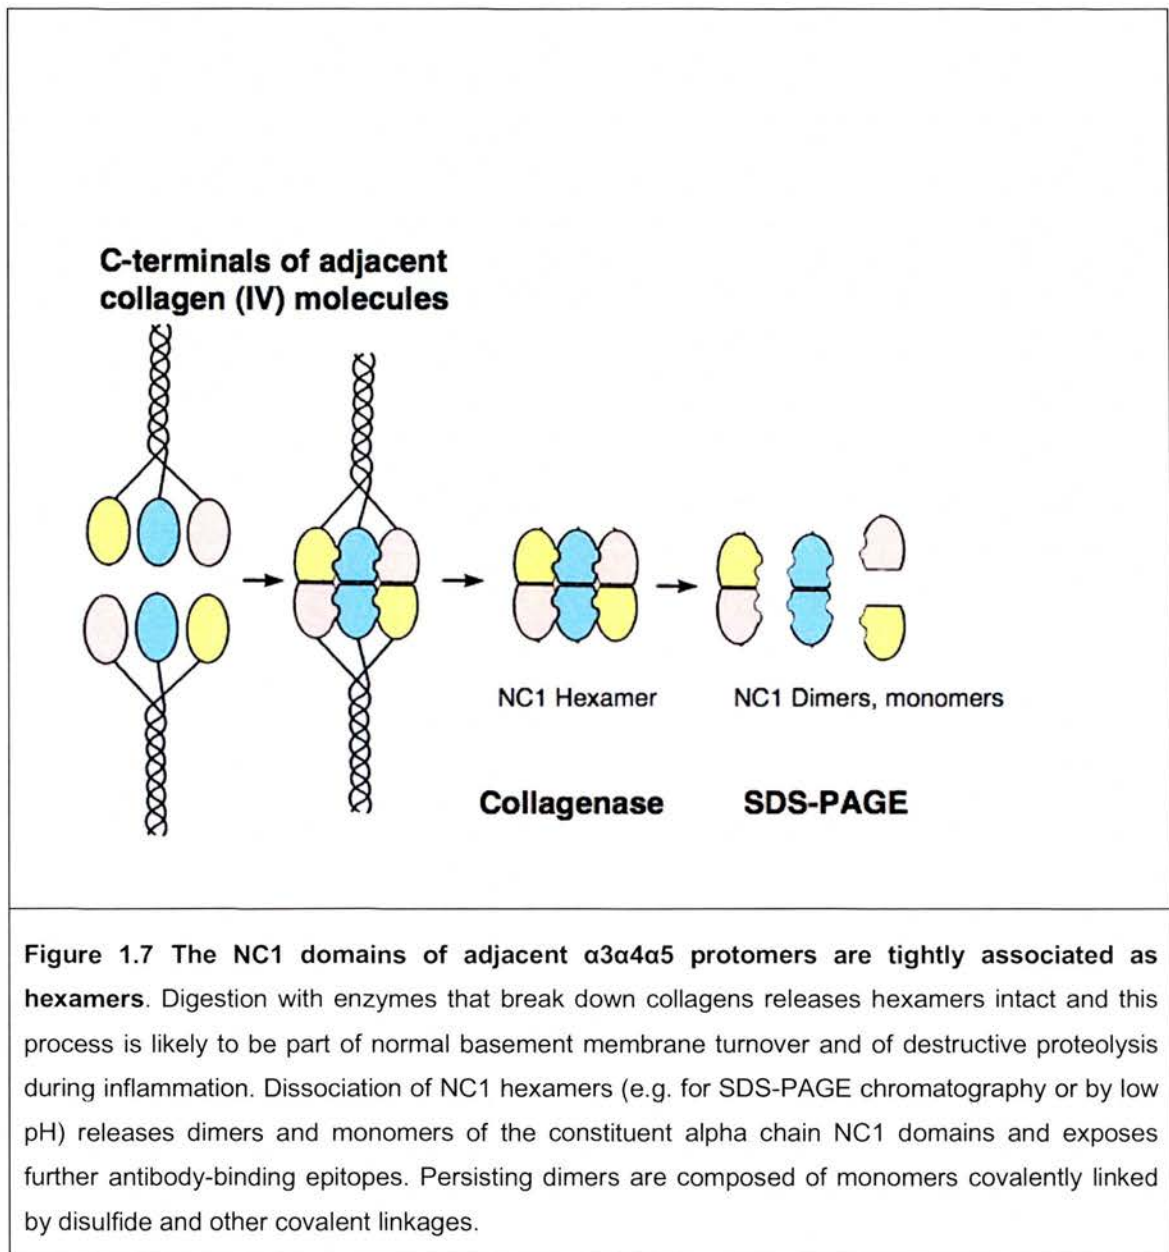 C-terminals of adjacent
collagen (IV) molecules
NC1 Hexamer
NC1 Dimers, monomers
Collagenase
SDS-PAGE
Figure 1.7 The NC1 domains of adjacent α3α4α5 protomers are tightly associated as
hexamers. Digestion with enzymes that break down collagens releases hexamers intact and this
process is likely to be part of normal basement membrane turnover and of destructive proteolysis
during inflammation. Dissociation of NC1 hexamers (e.g. for SDS-PAGE chromatography or by low
pH) releases dimers and monomers of the constituent alpha chain NC1 domains and exposes
further antibody-binding epitopes. Persisting dimers are composed of monomers covalently linked
by disulfide and other covalent linkages.